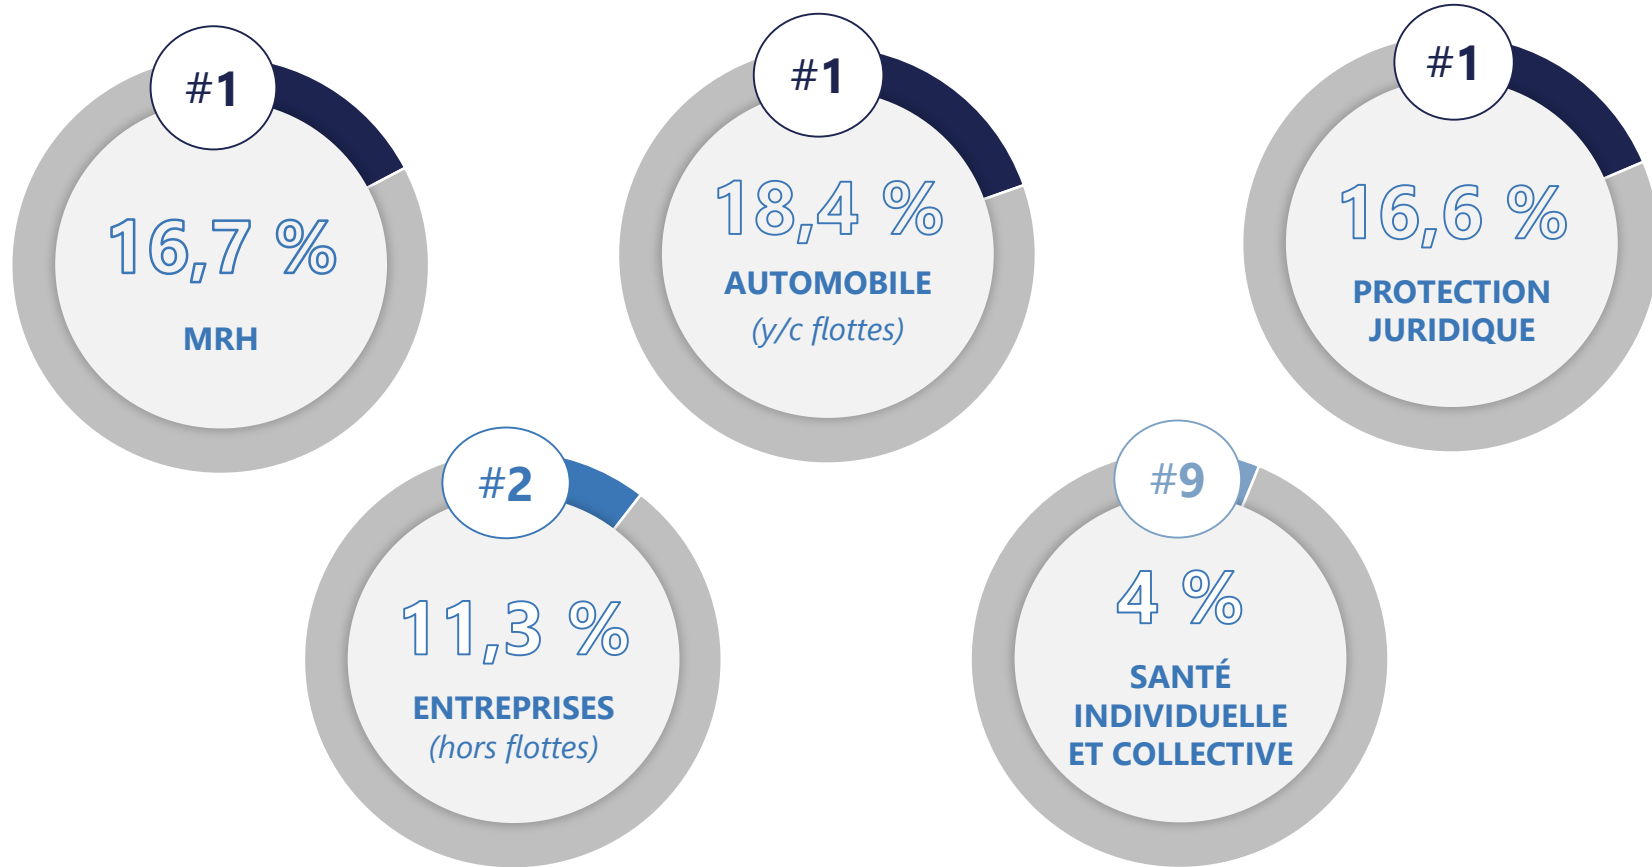 #1
16,7 %
MRH
#1
18,4 %
AUTOMOBILE
(y/c flottes)
#1
16,6 %
PROTECTION
JURIDIQUE
#2
11,3 %
ENTREPRISES
(hors flottes)
#9
4 %
SANTÉ
INDIVIDUELLE
ET COLLECTIVE